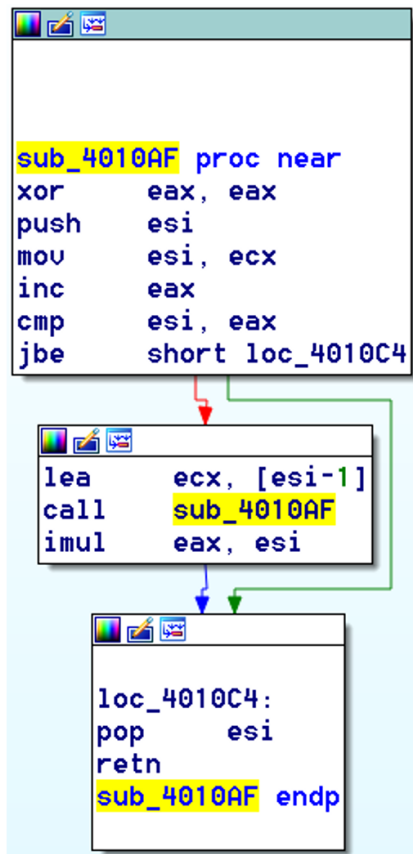 sub_4010AF proc near
xor eax, eax
push esi
mov esi, ecx
inc eax
cmp esi, eax
jbe short loc_4010C4
lea ecx, [esi-1]
call sub_4010AF
imul eax, esi
loc_4010C4:
pop esi
retn
sub_4010AF endp